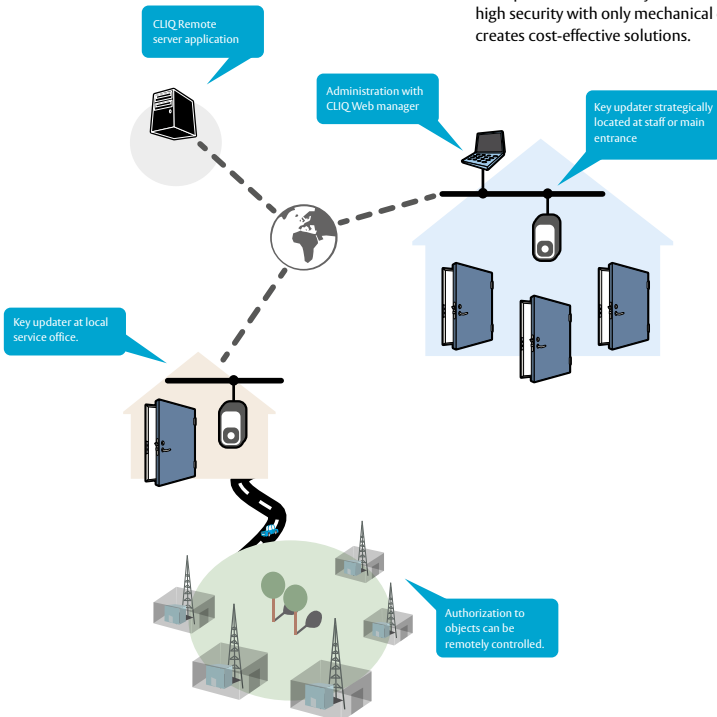 high security with only mechanical
creates cost-effective solutions.
CLIQ Remote
server application
Administration with
CLIQ Web manager
Key updater strategically
located at staff or main
entrance
Key updater at local
service office.
Authorization to
objects can be
remotely controlled.